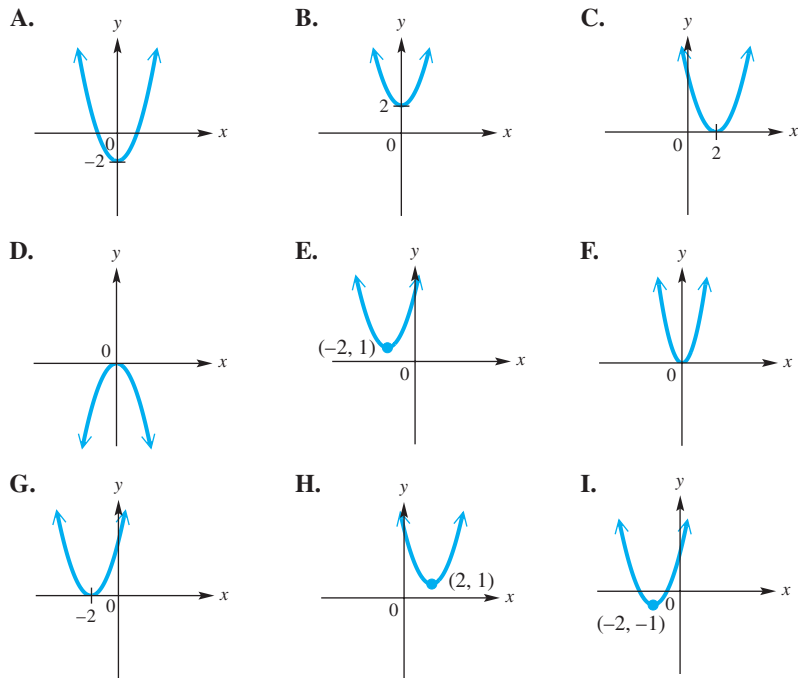 A.
y
x
0
–2
B.
y
x
2
0
C.
y
x
0
2
D.
y
0
x
E.
y
(–2, 1)
x
0
F.
y
x
0
G.
y
x
0
–2
H.
y
(2, 1)
x
0
I.
y
x
0
(–2, –1)